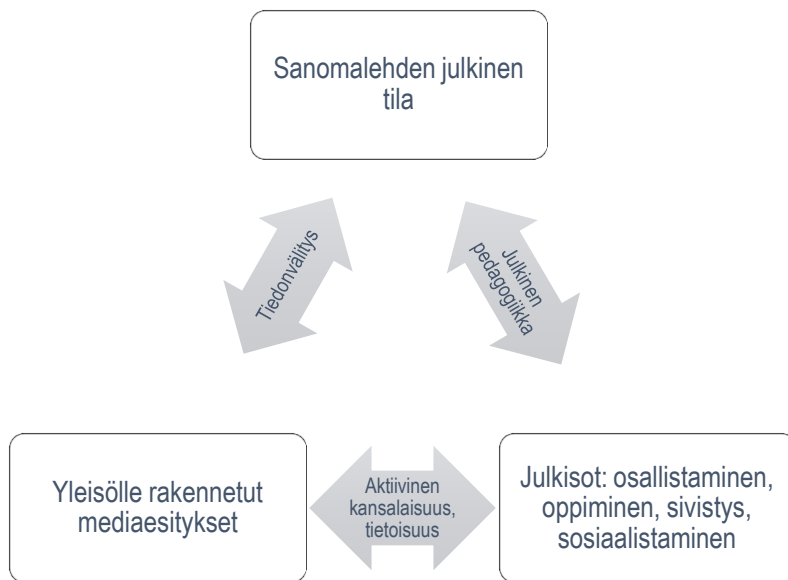 Sanomalehden julkinen
tila
Tiedonvälitys
Julkinen
pedagogiikka
Yleisölle rakennetut
mediaesitykset
Aktiivinen
kansalaisuus,
tietoisuus
Julkisot: osallistaminen,
oppiminen, sivistys,
sosiaalistaminen